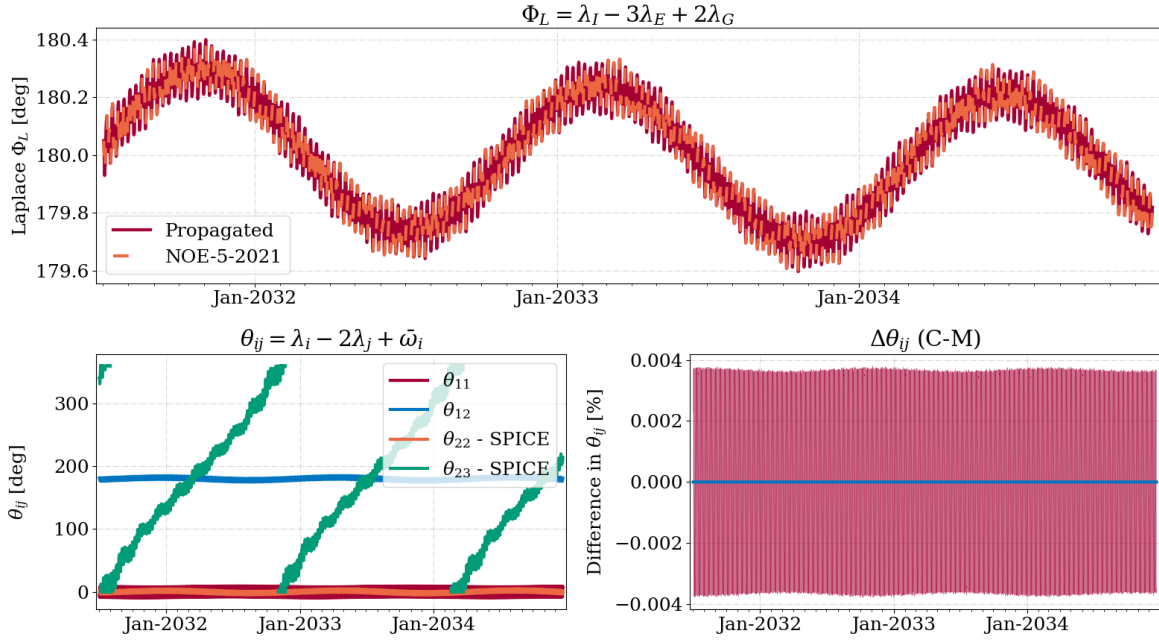 Φ_L = λ_I − 3λ_E + 2λ_G
Laplace Φ_L [deg]
180.4
180.2
180.0
179.8
179.6
Propagated
NOE-5-2021
Jan-2032
Jan-2033
Jan-2034
θ_ij = λ_i − 2λ_j + ω̄_i
θ_ij [deg]
300
200
100
0
θ_11
θ_12
θ_22 - SPICE
θ_23 - SPICE
Jan-2032
Jan-2033
Jan-2034
Δθ_ij (C-M)
Difference in θ_ij [%]
0.004
0.002
0.000
−0.002
−0.004
Jan-2032
Jan-2033
Jan-2034